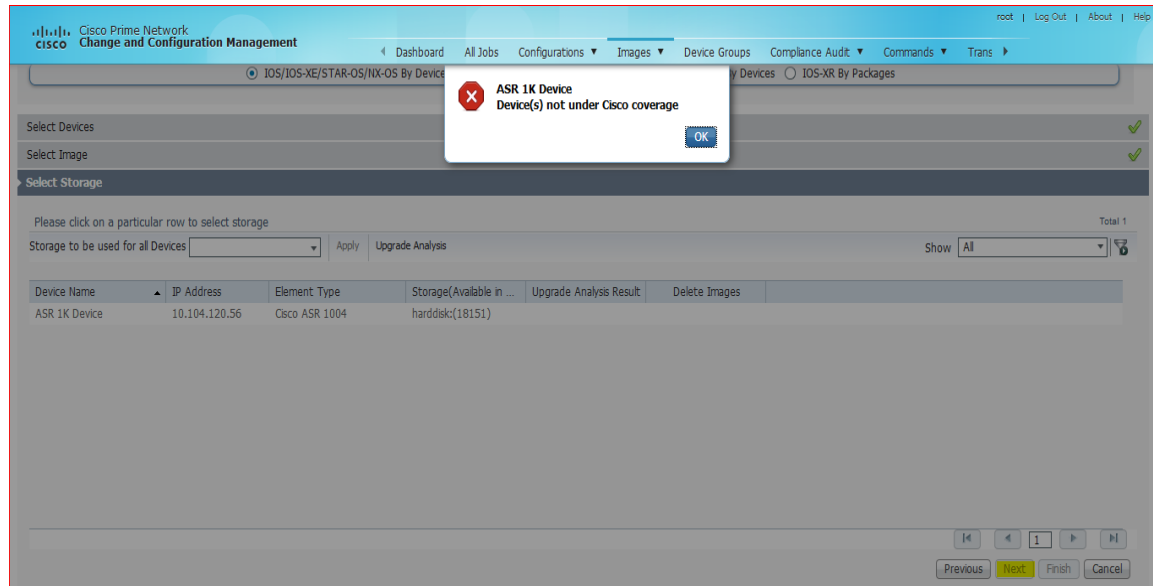 root | Log Out | About | Help
Cisco Prime Network
CISCO Change and Configuration Management
Dashboard All Jobs Configurations ▼ Images ▼ Device Groups Compliance Audit ▼ Commands ▼ Trans
IOS/IOS-XE/STAR-OS/NX-OS By Device y Devices IOS-XR By Packages
ASR 1K Device
Device(s) not under Cisco coverage
OK
Select Devices
Select Image
Select Storage
Please click on a particular row to select storage Total 1
Storage to be used for all Devices Apply Upgrade Analysis Show All
Device Name IP Address Element Type Storage(Available in ... Upgrade Analysis Result Delete Images
ASR 1K Device 10.104.120.56 Cisco ASR 1004 harddisk:(18151)
1
Previous Next Finish Cancel